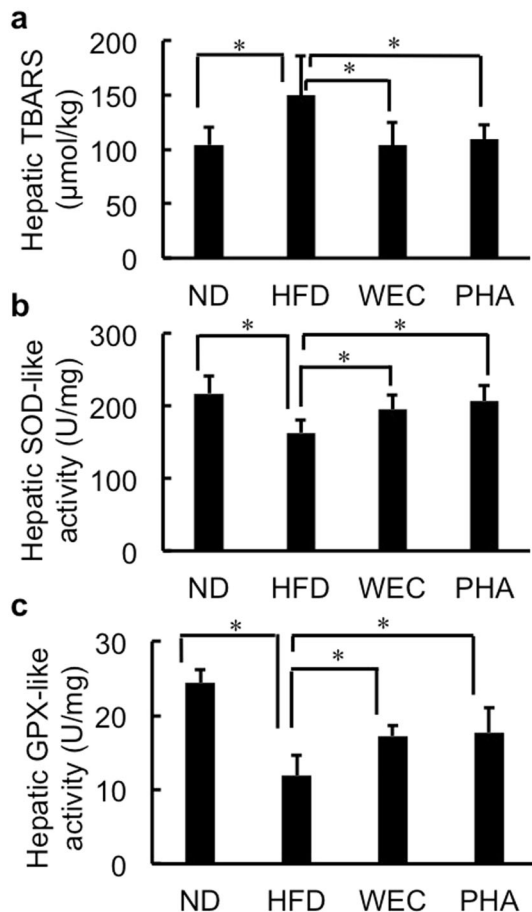 a
Hepatic TBARS
(μmol/kg)
200
150
100
50
0
*
*
*
ND HFD WEC PHA
b
Hepatic SOD-like
activity (U/mg)
300
200
100
0
*
*
*
ND HFD WEC PHA
c
Hepatic GPX-like
activity (U/mg)
30
20
10
0
*
*
*
ND HFD WEC PHA